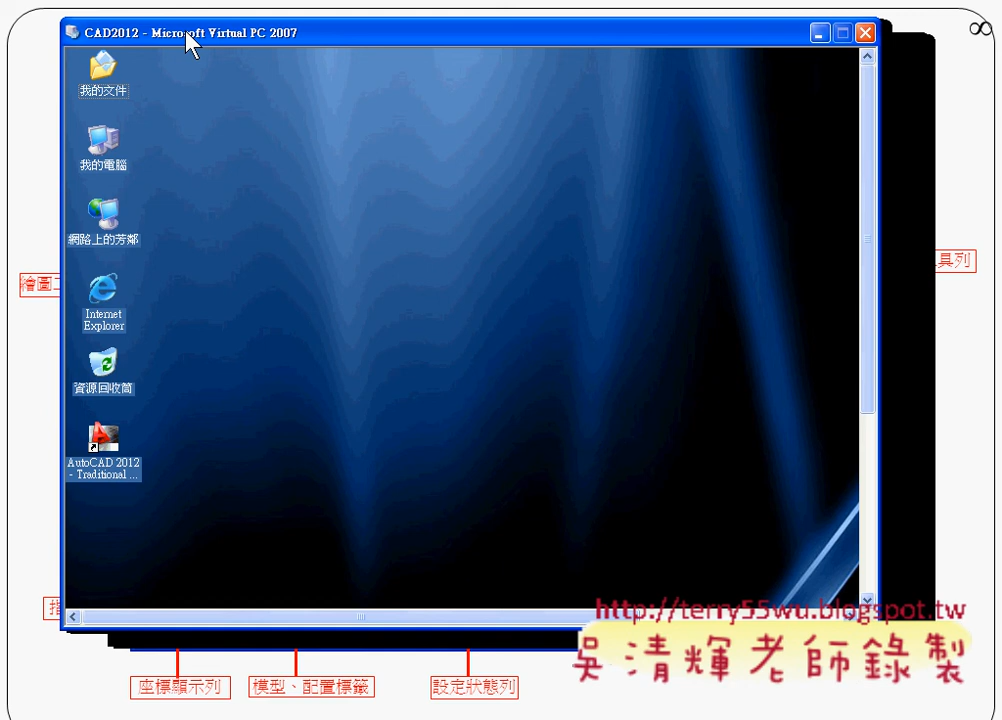 CAD2012 - Microsoft Virtual PC 2007
∞
我的文件
我的電腦
網路上的芳鄰
具列
繪圖
Internet
Explorer
資源回收筒
AutoCAD 2012
- Traditional ...
http://terry55wu.blogspot.tw
吳清輝老師錄製
座標顯示列
模型、配置標籤
設定狀態列